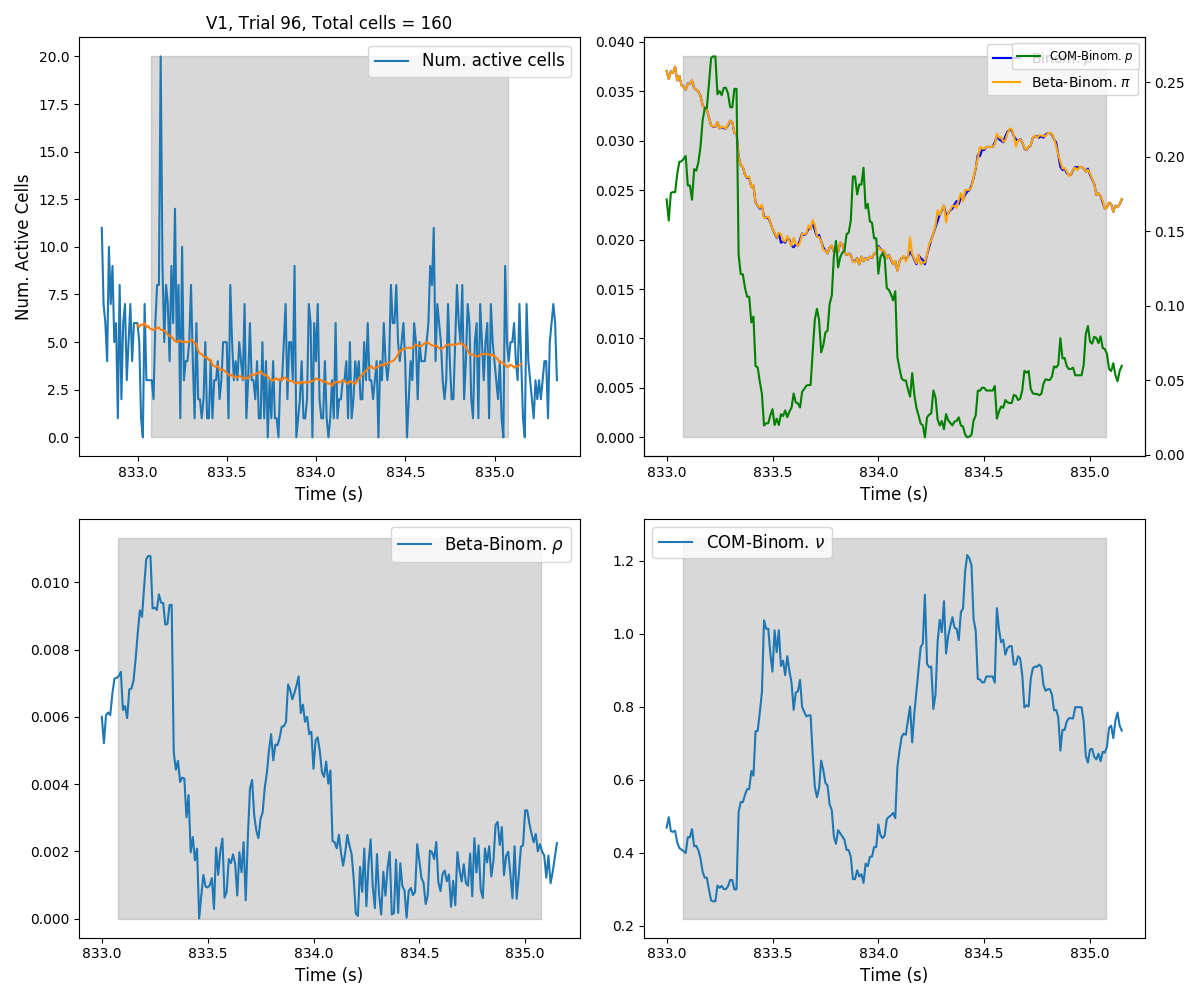 V1, Trial 96, Total cells = 160
Num. Active Cells
20.0
17.5
15.0
12.5
10.0
7.5
5.0
2.5
0.0
Num. active cells
833.0 833.5 834.0 834.5 835.0
Time (s)
0.040
0.035
0.030
0.025
0.020
0.015
0.010
0.005
0.000
COM-Binom. p
Beta-Binom. π
0.25
0.20
0.15
0.10
0.05
0.00
833.0 833.5 834.0 834.5 835.0
Time (s)
0.010
0.008
0.006
0.004
0.002
0.000
Beta-Binom. ρ
833.0 833.5 834.0 834.5 835.0
Time (s)
1.2
1.0
0.8
0.6
0.4
0.2
COM-Binom. ν
833.0 833.5 834.0 834.5 835.0
Time (s)